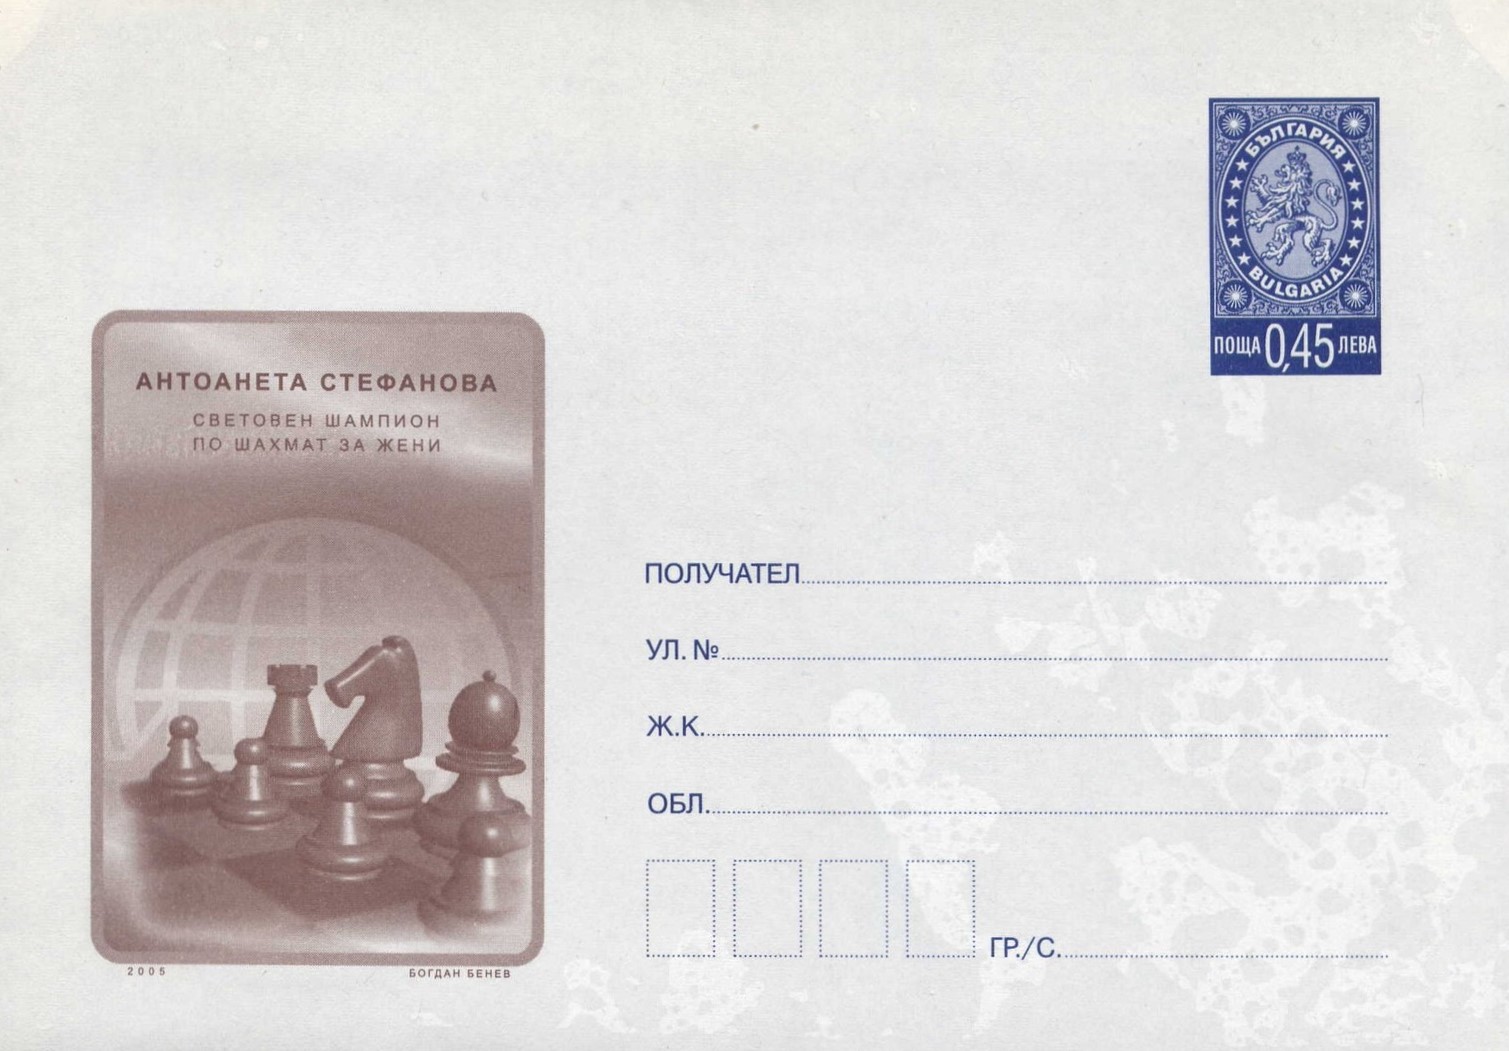 БЪЛГАРИЯ
BULGARIA
ПОЩА 0,45 ЛЕВА
АНТОАНЕТА СТЕФАНОВА
СВЕТОВЕН ШАМПИОН
ПО ШАХМАТ ЗА ЖЕНИ
ПОЛУЧАТЕЛ
УЛ. №
Ж.К.
ОБЛ.
ГР./С.
2005 БОГДАН БЕНЕВ